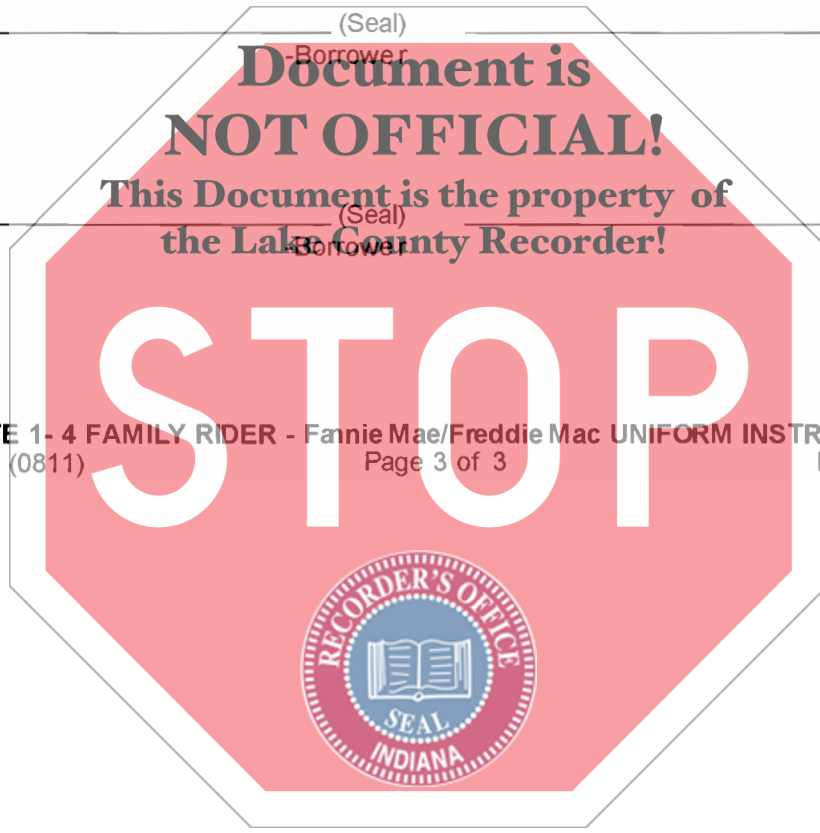 (Seal)
-Borrower
Document is
NOT OFFICIAL!
This Document is the property of
(Seal)
the Lake County Recorder!
-Borrower
E 1- 4 FAMILY RIDER - Fannie Mae/Freddie Mac UNIFORM INSTR
(0811)
Page 3 of 3
STOP
RECORDER'S OFFICE
SEAL
INDIANA